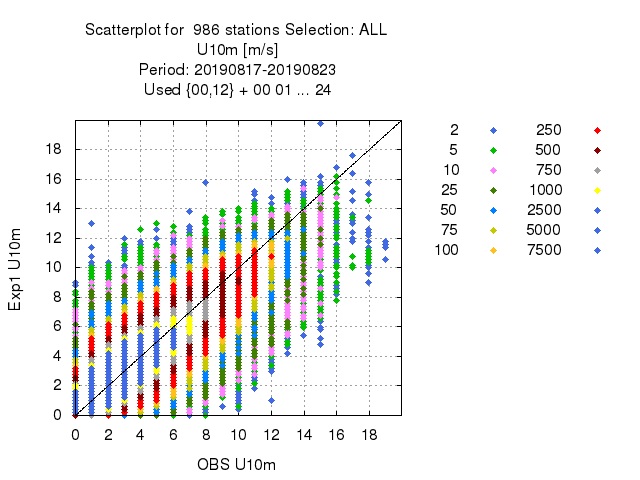 Scatterplot for 986 stations Selection: ALL
U10m [m/s]
Period: 20190817-20190823
Used {00,12} + 00 01 ... 24
Exp1 U10m
18
16
14
12
10
8
6
4
2
0
0 2 4 6 8 10 12 14 16 18
OBS U10m
2 250
5 500
10 750
25 1000
50 2500
75 5000
100 7500